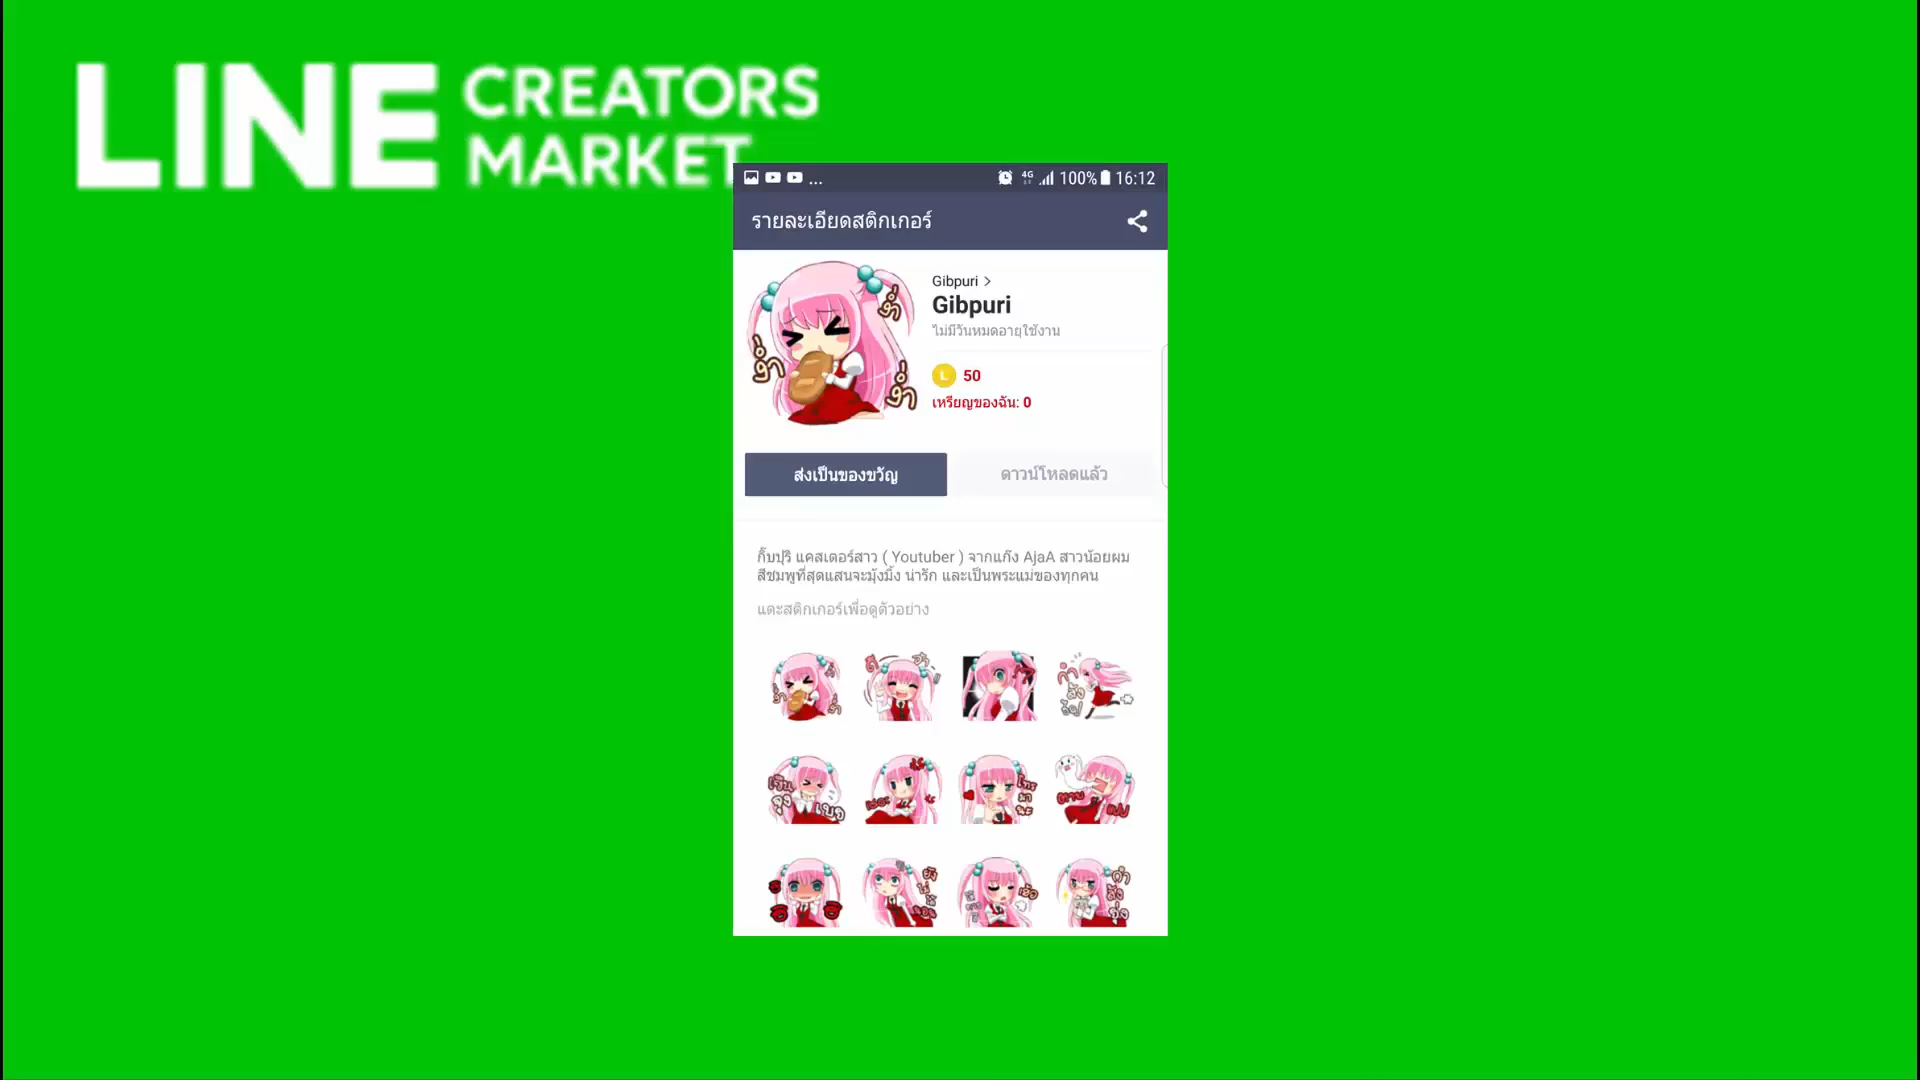 LINE CREATORS
MARKET
... 4G 100% 16:12
รายละเอียดสติกเกอร์
Gibpuri >
Gibpuri
ไม่มีวันหมดอายุใช้งาน
L 50
เหรียญของฉัน: 0
ส่งเป็นของขวัญ
ดาวน์โหลดแล้ว
กิ๊บปุริ แคสเตอร์สาว ( Youtuber ) จากแก๊ง AjaA สาวน้อยผม
สีชมพูที่สุดแสนจะมุ้งมิ้ง น่ารัก และเป็นพระแม่ของทุกคน
แตะสติกเกอร์เพื่อดูตัวอย่าง